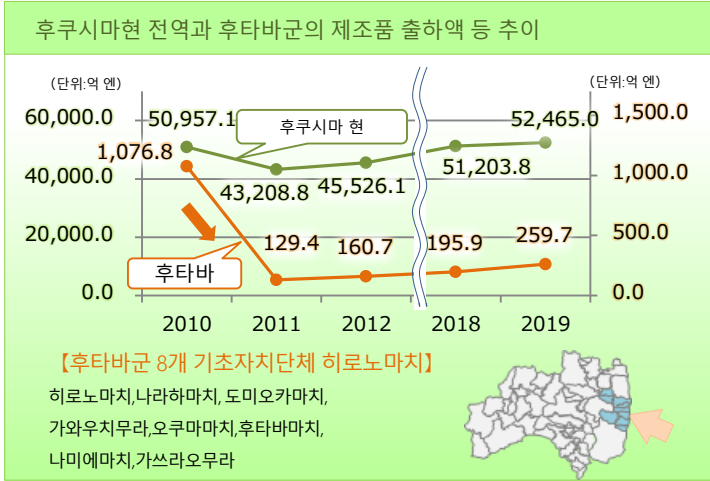 후쿠시마현 전역과 후타바군의 제조품 출하액 등 추이
(단위:억 엔)
(단위:억 엔)
60,000.0
50,957.1
후쿠시마 현
52,465.0
1,500.0
1,076.8
40,000.0
43,208.8
45,526.1
51,203.8
1,000.0
20,000.0
129.4
160.7
195.9
259.7
500.0
후타바
0.0
0.0
2010
2011
2012
2018
2019
【후타바군 8개 기초자치단체 히로노마치】
히로노마치,나라하마치, 도미오카마치,
가와우치무라,오쿠마마치,후타바마치,
나미에마치,가쓰라오무라